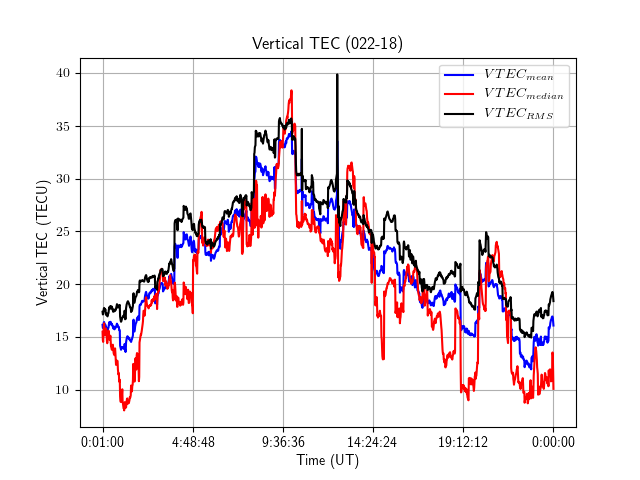 Vertical TEC (022-18)
VTEC_mean
VTEC_median
VTEC_RMS
Vertical TEC (TECU)
40
35
30
25
20
15
10
0:01:00 4:48:48 9:36:36 14:24:24 19:12:12 0:00:00
Time (UT)